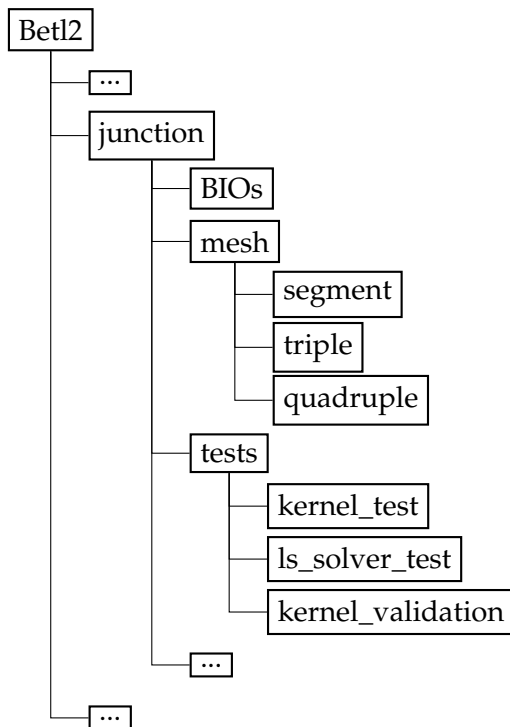 Betl2
...
junction
BIOs
mesh
segment
triple
quadruple
tests
kernel_test
ls_solver_test
kernel_validation
...
...